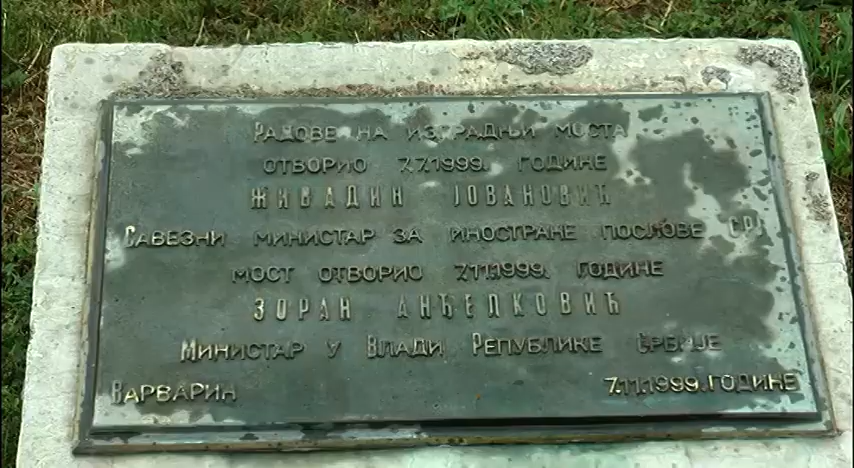 Радове на изградњи моста
отворио 7.7.1999. године
Живадин Јовановић
Савезни министар за иностране послове СРЈ
мост отворио 7.11.1999. године
Зоран Анђелковић
Министар у Влади Републике Србије
Варварин 7.11.1999. године